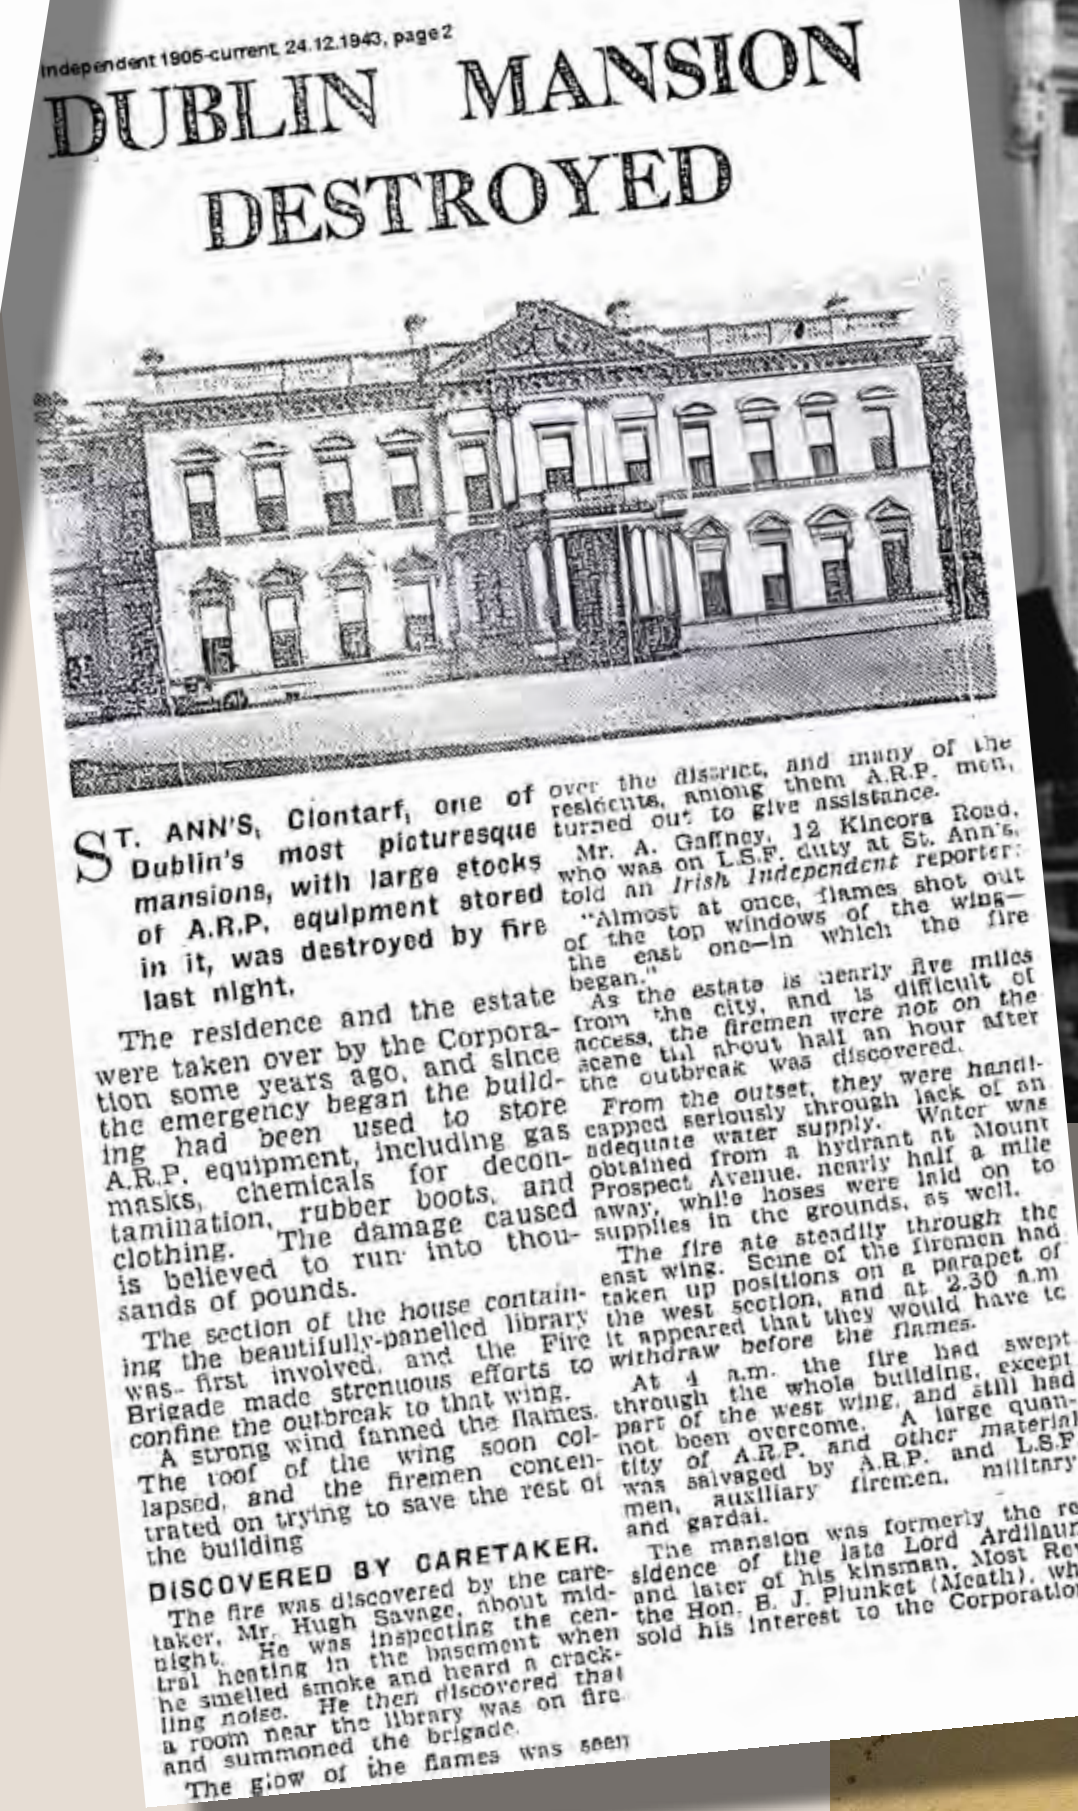 Independent 1905-current, 24.12.1943, page 2
DUBLIN MANSION
DESTROYED
ST. ANN'S, Clontarf, one of
Dublin's most picturesque
mansions, with large stocks
of A.R.P. equipment stored
in it, was destroyed by fire
last night.
The residence and the estate
were taken over by the Corpora-
tion some years ago, and since
the emergency began the build-
ing had been used to store
A.R.P. equipment, including gas
masks, chemicals for decon-
tamination, rubber boots, and
clothing. The damage caused
is believed to run into thou-
sands of pounds.
The section of the house contain-
ing the beautifully-panelled library
was first involved, and the Fire
Brigade made strenuous efforts to
confine the outbreak to that wing.
A strong wind fanned the flames.
The roof of the wing soon col-
lapsed, and the firemen concen-
trated on trying to save the rest of
the building
DISCOVERED BY CARETAKER.
The fire was discovered by the care-
taker, Mr. Hugh Savage, about mid-
night. He was inspecting the cen-
tral heating in the basement when
he smelled smoke and heard a crack-
ling noise. He then discovered that
a room near the library was on fire
and summoned the brigade.
The glow of the flames was seen
over the district, and many of the
residents, among them A.R.P. men,
turned out to give assistance.
Mr. A. Gaffney, 12 Kincora Road,
who was on L.S.F. duty at St. Ann's,
told an Irish Independent reporter:
"Almost at once, flames shot out
of the top windows of the wing—
the east one—in which the fire
began."
As the estate is nearly five miles
from the city, and is difficult of
access, the firemen were not on the
scene till about half an hour after
the outbreak was discovered.
From the outset, they were handi-
capped seriously through lack of an
adequate water supply. Water was
obtained from a hydrant at Mount
Prospect Avenue, nearly half a mile
away, while hoses were laid on to
supplies in the grounds, as well.
The fire ate steadily through the
east wing. Some of the firemen had
taken up positions on a parapet of
the west section, and at 2.30 a.m
it appeared that they would have to
withdraw before the flames.
At 4 a.m. the fire had swept
through the whole building, except
part of the west wing, and still had
not been overcome. A large quan-
tity of A.R.P. and other material
was salvaged by A.R.P. and L.S.F
men, auxiliary firemen, military
and gardai.
The mansion was formerly the re
sidence of the late Lord Ardilaun
and later of his kinsman, Most Rev
the Hon. B. J. Plunket (Meath), wh
sold his interest to the Corporation